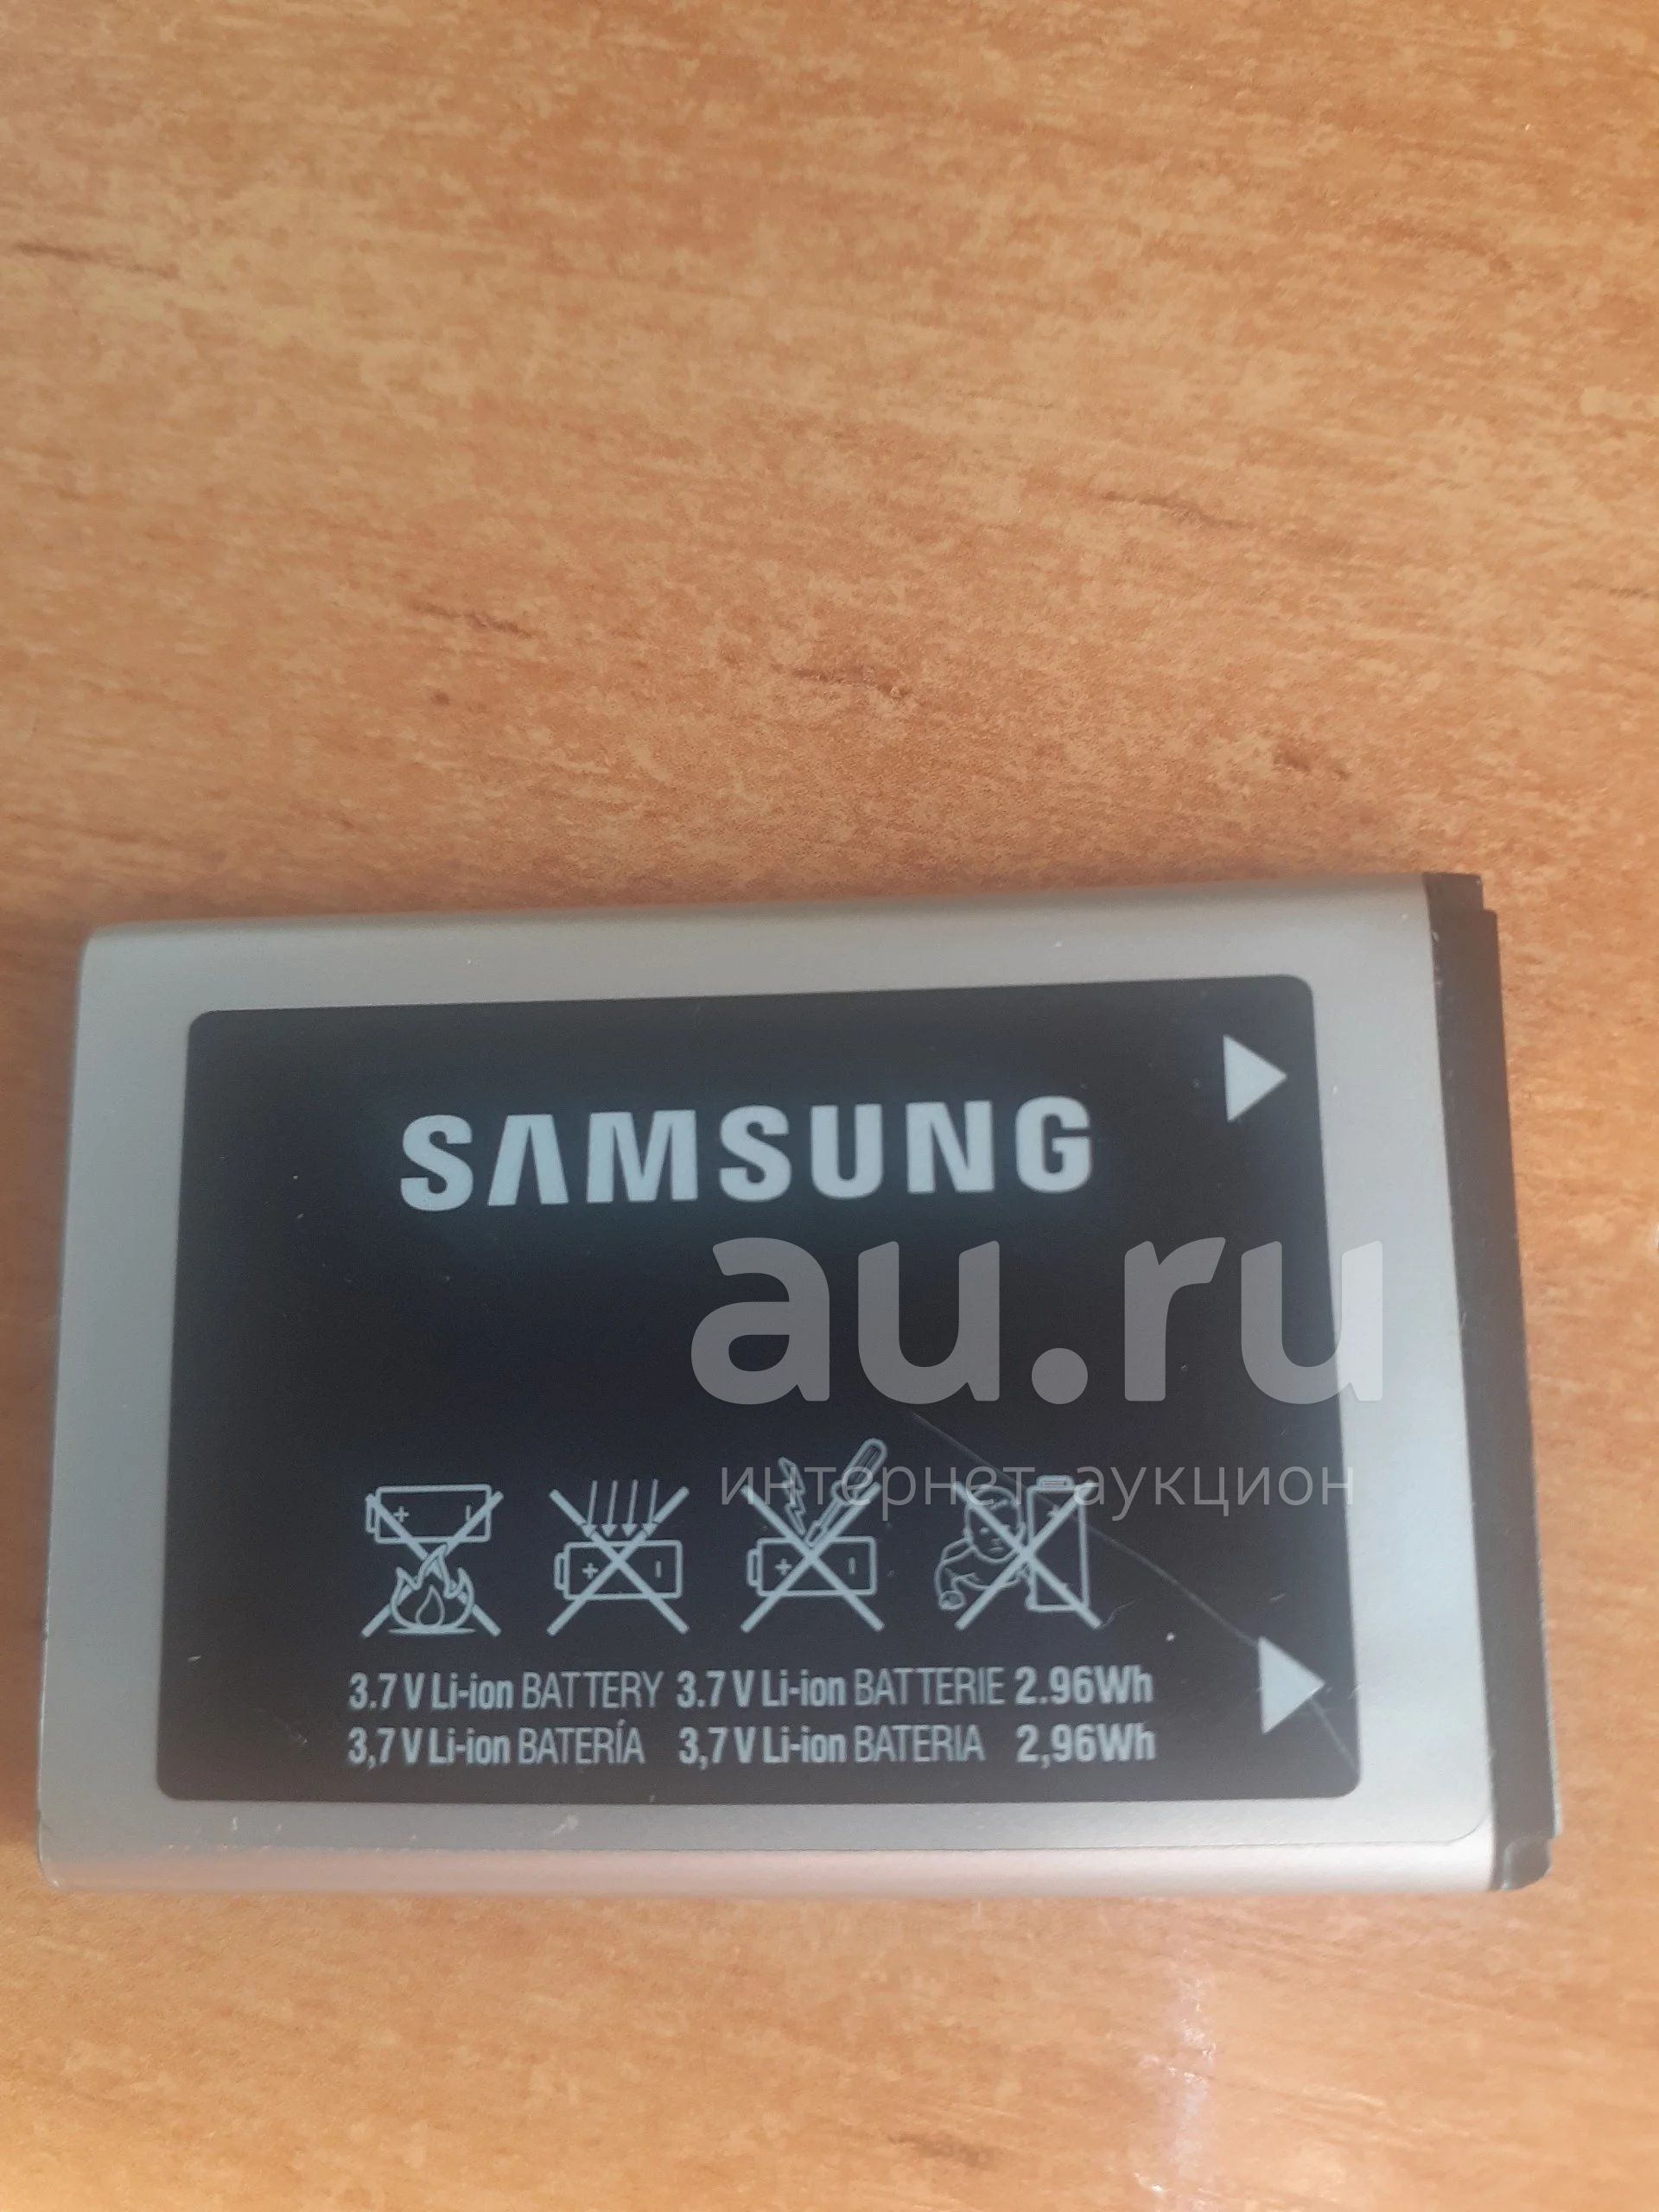 SAMSUNG
au.ru
интернет-аукцион
3.7 V Li-ion BATTERY 3.7 V Li-ion BATTERIE 2.96Wh
3,7 V Li-ion BATERÍA 3,7 V Li-ion BATERIA 2,96Wh